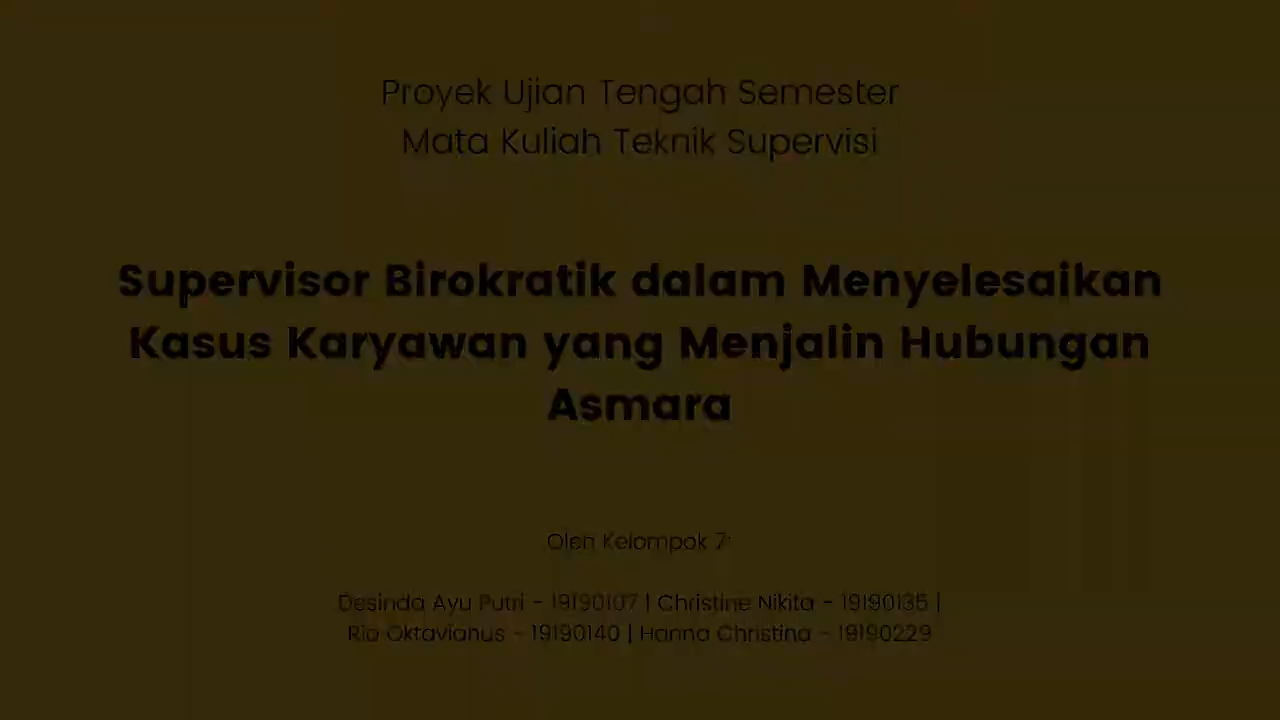 Proyek Ujian Tengah Semester
Mata Kuliah Teknik Supervisi
Supervisor Birokratik dalam Menyelesaikan
Kasus Karyawan yang Menjalin Hubungan
Asmara
Oleh Kelompok 7:
Desinda Ayu Putri - 19190107 | Christine Nikita - 19190135 |
Rio Oktavianus - 19190140 | Hanna Christina - 19190229